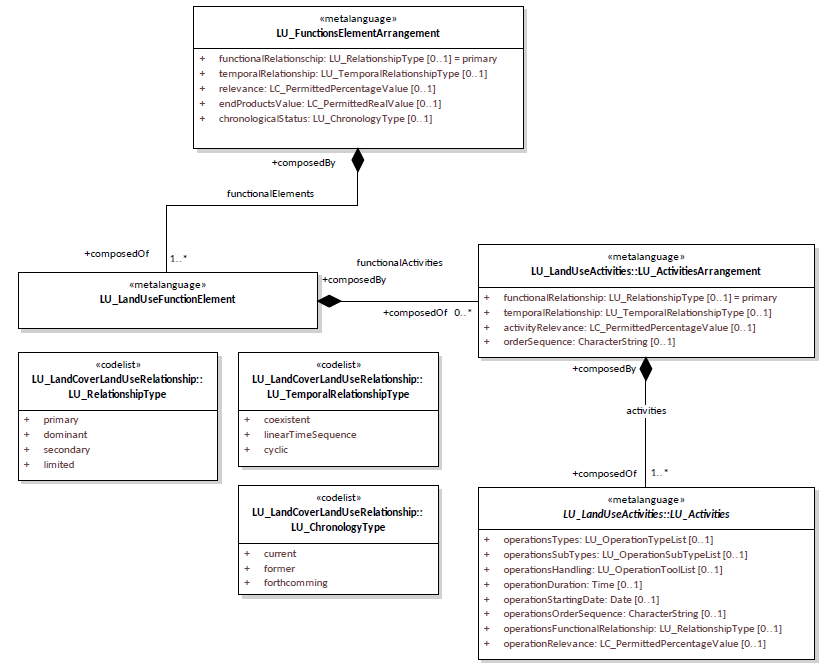 «metalanguage»
LU_FunctionsElementArrangement
+ functionalRelationschip: LU_RelationshipType [0..1] = primary
+ temporalRelationship: LU_TemporalRelationshipType [0..1]
+ relevance: LC_PermittedPercentageValue [0..1]
+ endProductsValue: LC_PermittedRealValue [0..1]
+ chronologicalStatus: LU_ChronologyType [0..1]
+composedBy
functionalElements
+composedOf
1..*
«metalanguage»
LU_LandUseFunctionElement
functionalActivities
+composedBy
+composedOf 0..*
«metalanguage»
LU_LandUseActivities::LU_ActivitiesArrangement
+ functionalRelationship: LU_RelationshipType [0..1] = primary
+ temporalRelationship: LU_TemporalRelationshipType [0..1]
+ activityRelevance: LC_PermittedPercentageValue [0..1]
+ orderSequence: CharacterString [0..1]
«codelist»
LU_LandCoverLandUseRelationship::
LU_RelationshipType
+ primary
+ dominant
+ secondary
+ limited
«codelist»
LU_LandCoverLandUseRelationship::
LU_TemporalRelationshipType
+ coexistent
+ linearTimeSequence
+ cyclic
«codelist»
LU_LandCoverLandUseRelationship::
LU_ChronologyType
+ current
+ former
+ forthcomming
+composedBy
activities
+composedOf 1..*
«metalanguage»
LU_LandUseActivities::LU_Activities
+ operationsTypes: LU_OperationTypeList [0..1]
+ operationsSubTypes: LU_OperationSubTypeList [0..1]
+ operationsHandling: LU_OperationToolList [0..1]
+ operationDuration: Time [0..1]
+ operationStartingDate: Date [0..1]
+ operationsOrderSequence: CharacterString [0..1]
+ operationsFunctionalRelationship: LU_RelationshipType [0..1]
+ operationRelevance: LC_PermittedPercentageValue [0..1]